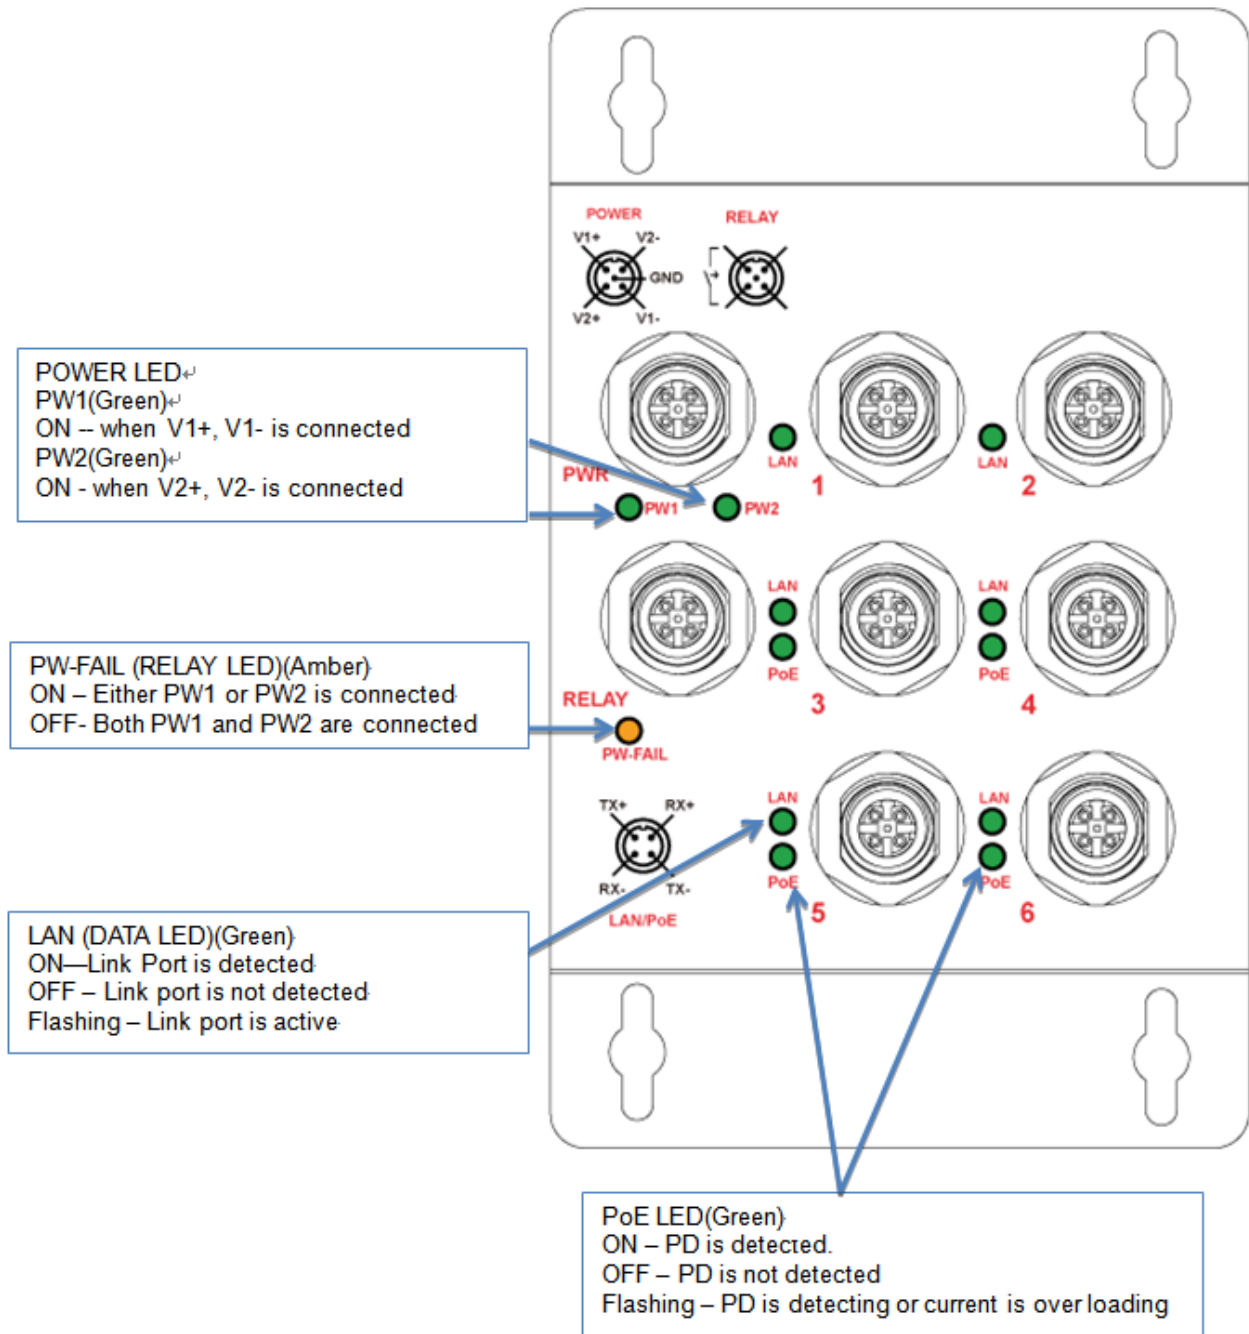 POWER
RELAY
V1+ V2-
GND
V2+ V1-
POWER LED↵
PW1(Green)↵
ON -- when V1+, V1- is connected
PW2(Green)↵
ON - when V2+, V2- is connected
LAN
1
LAN
2
PWR
PW1
PW2
LAN
PoE
3
LAN
PoE
4
PW-FAIL (RELAY LED)(Amber)
ON – Either PW1 or PW2 is connected
OFF- Both PW1 and PW2 are connected
RELAY
PW-FAIL
TX+ RX+
RX- TX-
LAN/PoE
LAN
PoE
5
LAN
PoE
6
LAN (DATA LED)(Green)
ON—Link Port is detected
OFF – Link port is not detected
Flashing – Link port is active
PoE LED(Green)
ON – PD is detected.
OFF – PD is not detected
Flashing – PD is detecting or current is over loading